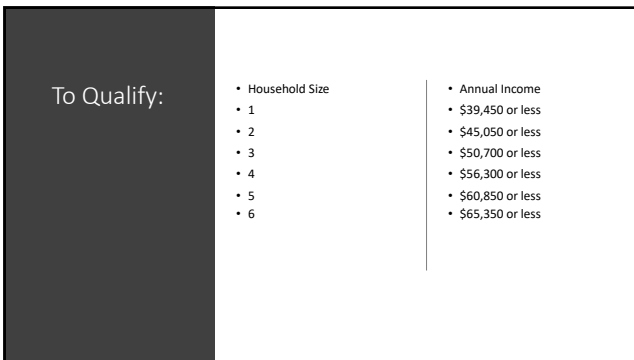 To Qualify:
• Household Size
• 1
• 2
• 3
• 4
• 5
• 6
• Annual Income
• $39,450 or less
• $45,050 or less
• $50,700 or less
• $56,300 or less
• $60,850 or less
• $65,350 or less